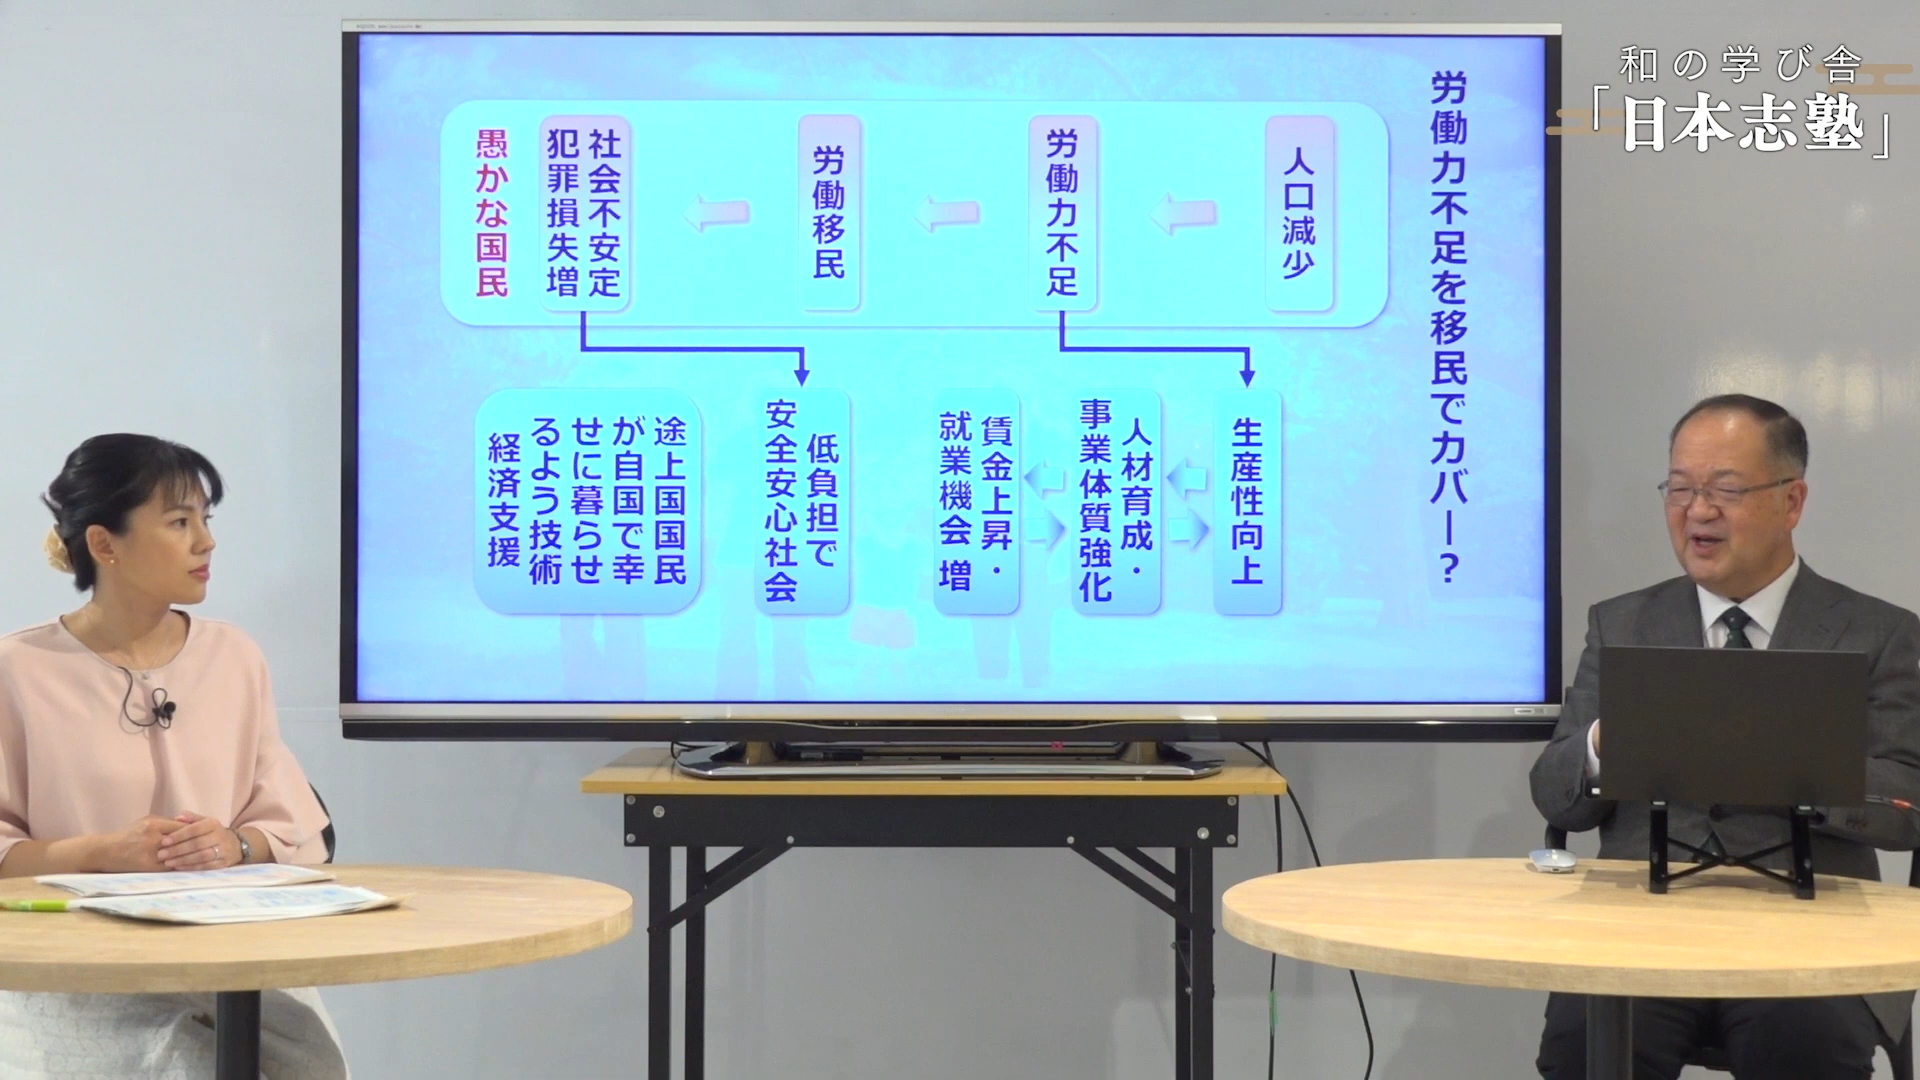 和の学び舎
「日本志塾」
労働力不足を移民でカバー?
人口減少
労働力不足
労働移民
社会不安定
犯罪損失増
愚かな国民
生産性向上
人材育成・
事業体質強化
賃金上昇・
就業機会 増
低負担で
安全安心社会
途上国国民
が自国で幸
せに暮らせ
るよう技術
経済支援